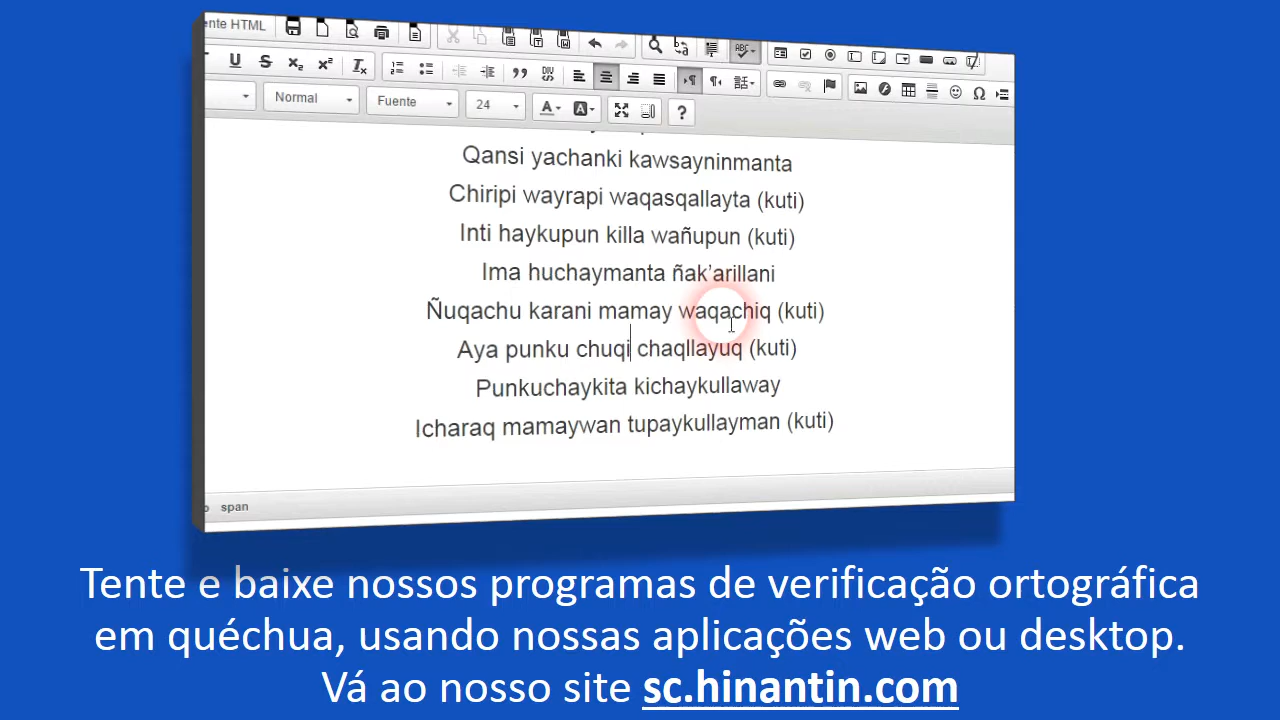 ente HTML
Normal Fuente 24
Qansi yachanki kawsayninmanta
Chiripi wayrapi waqasqallayta (kuti)
Inti haykupun killa wañupun (kuti)
Ima huchaymanta ñak'arillani
Ñuqachu karani mamay waqachiq (kuti)
Aya punku chuqi chaqllayuq (kuti)
Punkuchaykita kichaykullaway
Icharaq mamaywan tupaykullayman (kuti)
span
Tente e baixe nossos programas de verificação ortográfica
em quéchua, usando nossas aplicações web ou desktop.
Vá ao nosso site sc.hinantin.com